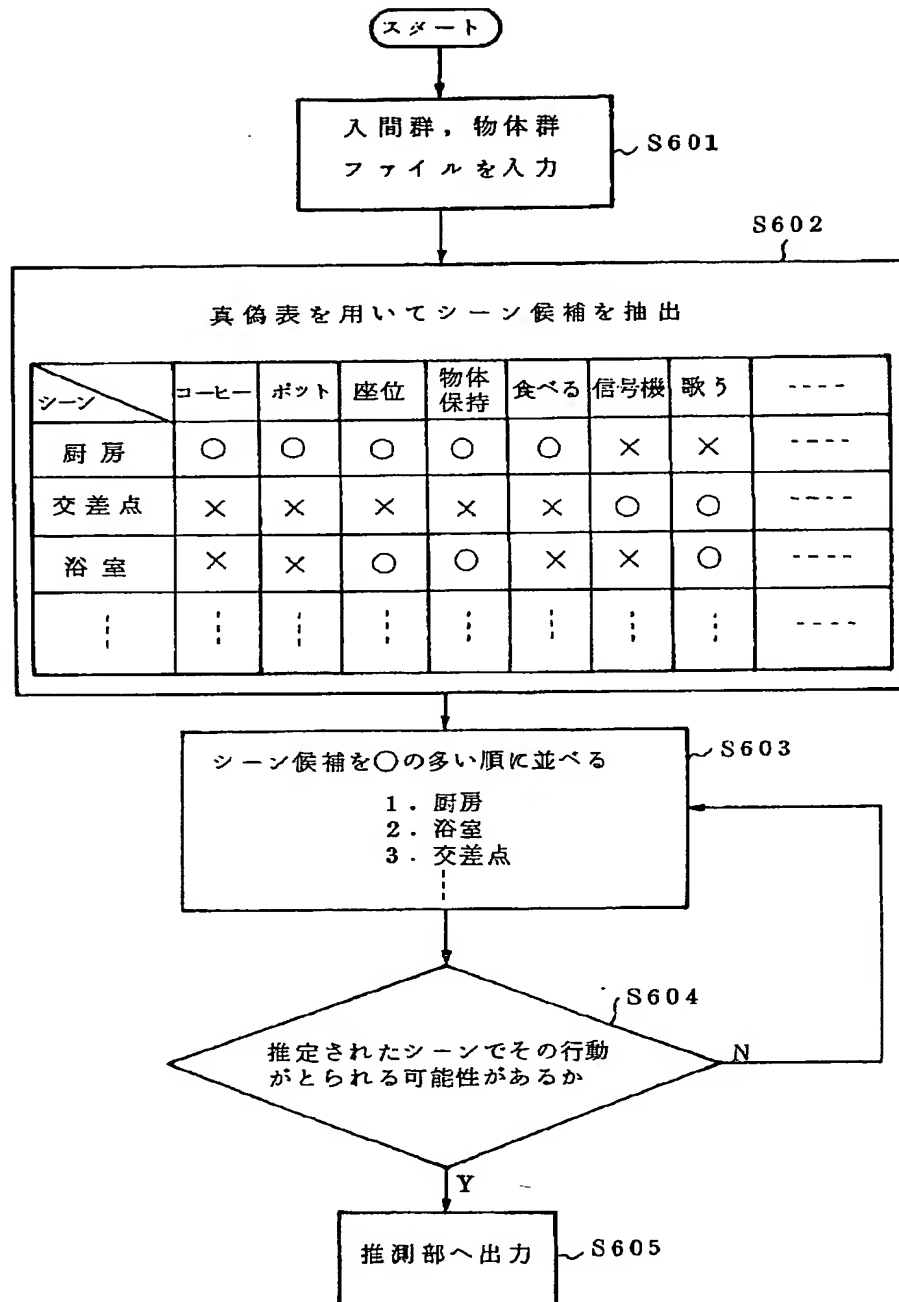 スタート
人間群，物体群
ファイルを入力
S601
S602
真偽表を用いてシーン候補を抽出
シーン コーヒー ポット 座位 物体保持 食べる 信号機 歌う ----
厨房 ○ ○ ○ ○ ○ × × ----
交差点 × × × × × ○ ○ ----
浴室 × × ○ ○ × × ○ ----
シーン候補を○の多い順に並べる
S603
1．厨房
2．浴室
3．交差点
S604
推定されたシーンでその行動
がとられる可能性があるか
N
Y
推測部へ出力
S605